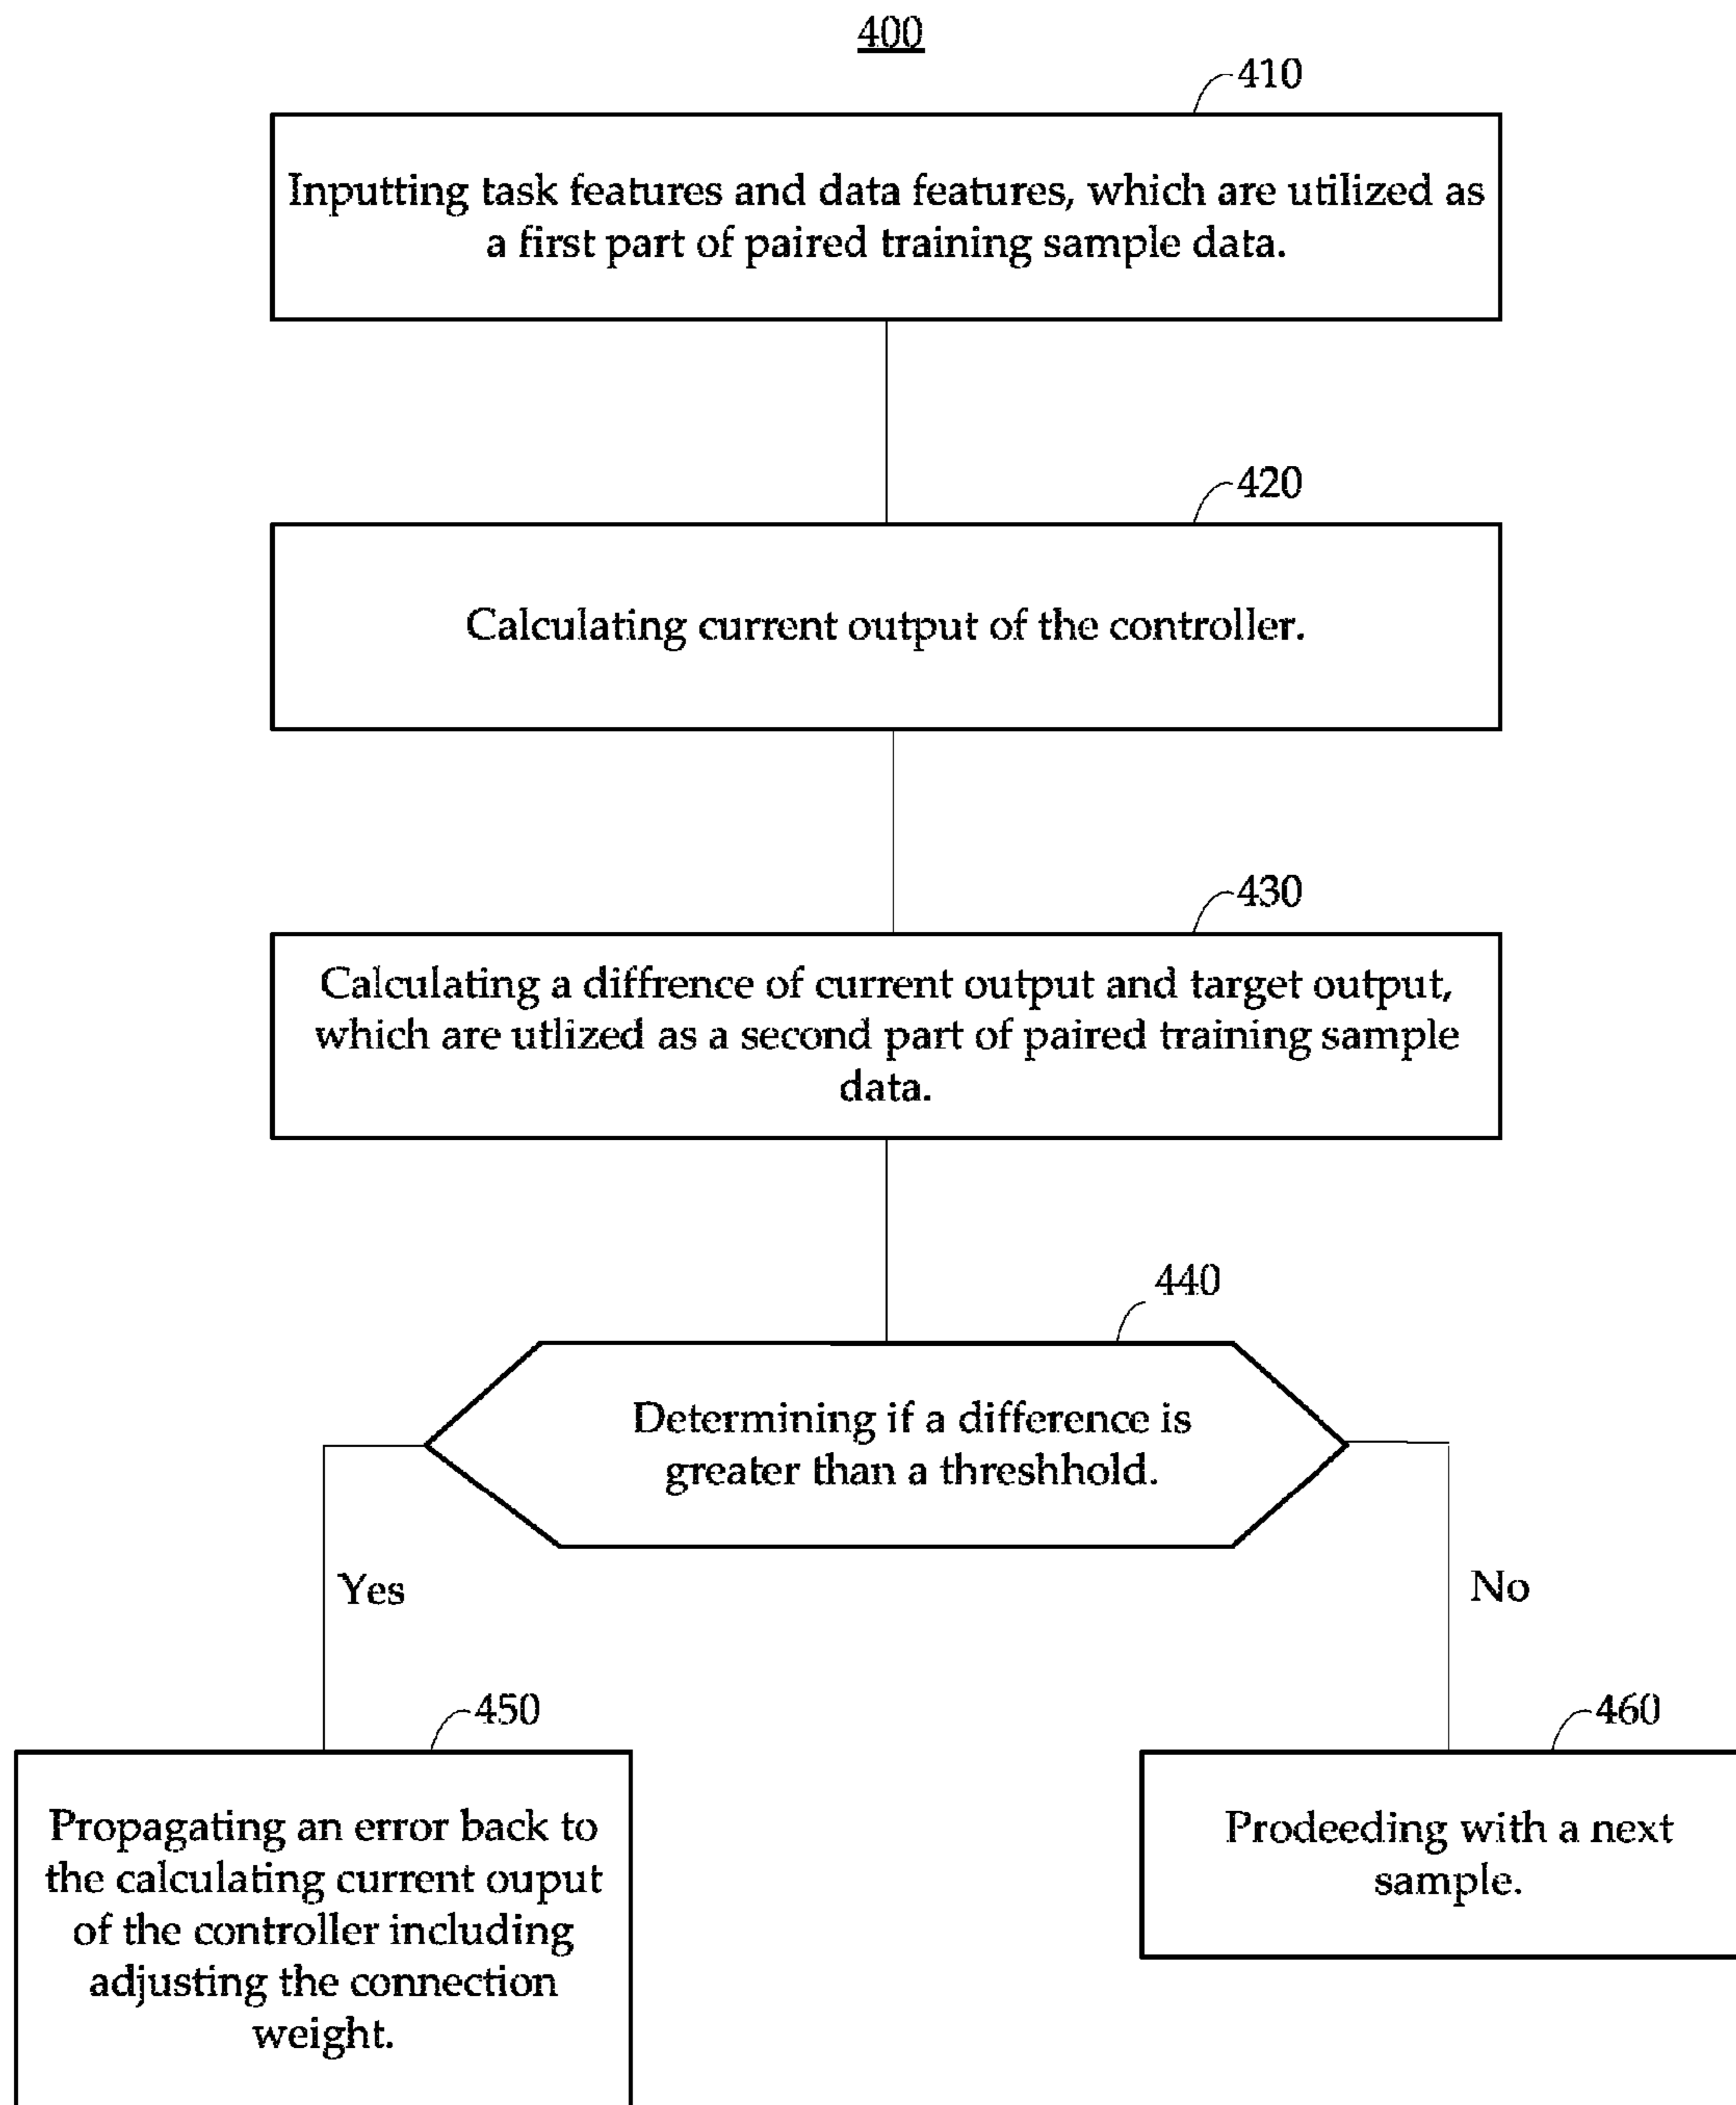 400
410
Inputting task features and data features, which are utilized as
a first part of paired training sample data.
420
Calculating current output of the controller.
430
Calculating a diffrence of current output and target output,
which are utlized as a second part of paired training sample
data.
440
Determining if a difference is
greater than a threshhold.
Yes
No
450
460
Propagating an error back to
the calculating current ouput
of the controller including
adjusting the connection
weight.
Prodeeding with a next
sample.